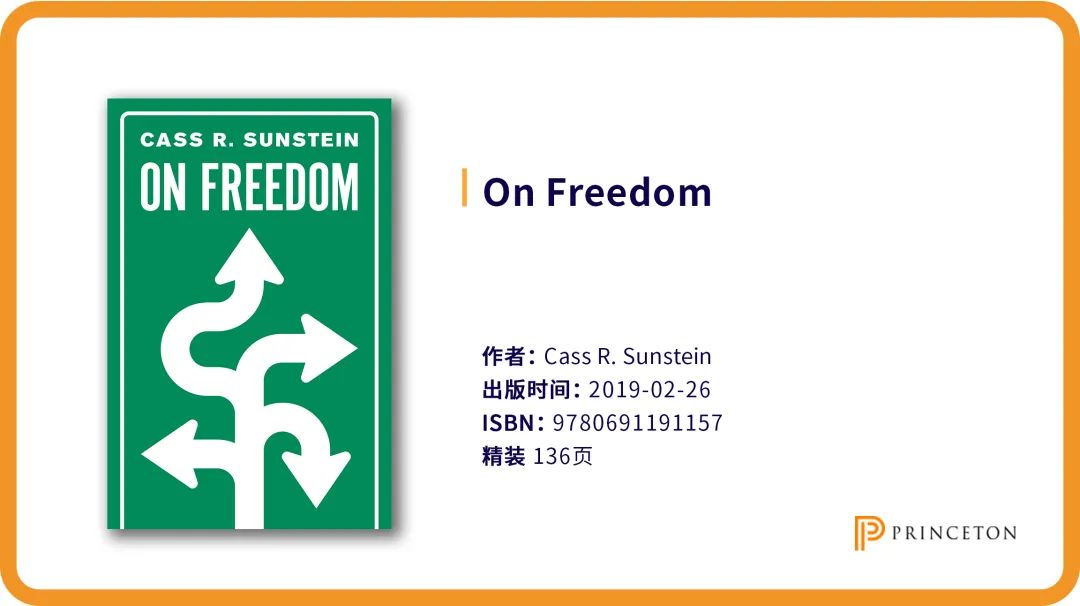 CASS R. SUNSTEIN
ON FREEDOM
On Freedom
作者：Cass R. Sunstein
出版时间：2019-02-26
ISBN：9780691191157
精装 136页
PRINCETON